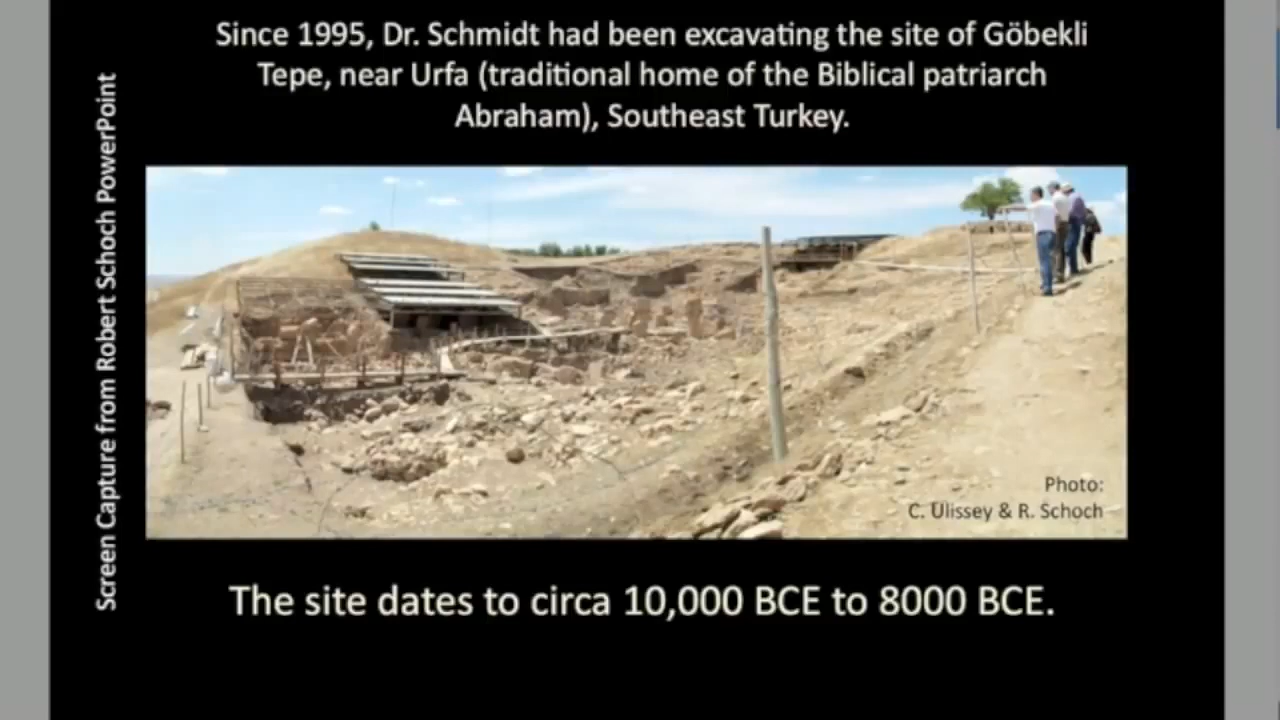 Since 1995, Dr. Schmidt had been excavating the site of Göbekli
Tepe, near Urfa (traditional home of the Biblical patriarch
Abraham), Southeast Turkey.
Screen Capture from Robert Schoch PowerPoint
Photo:
C. Ulissey & R. Schoch
The site dates to circa 10,000 BCE to 8000 BCE.